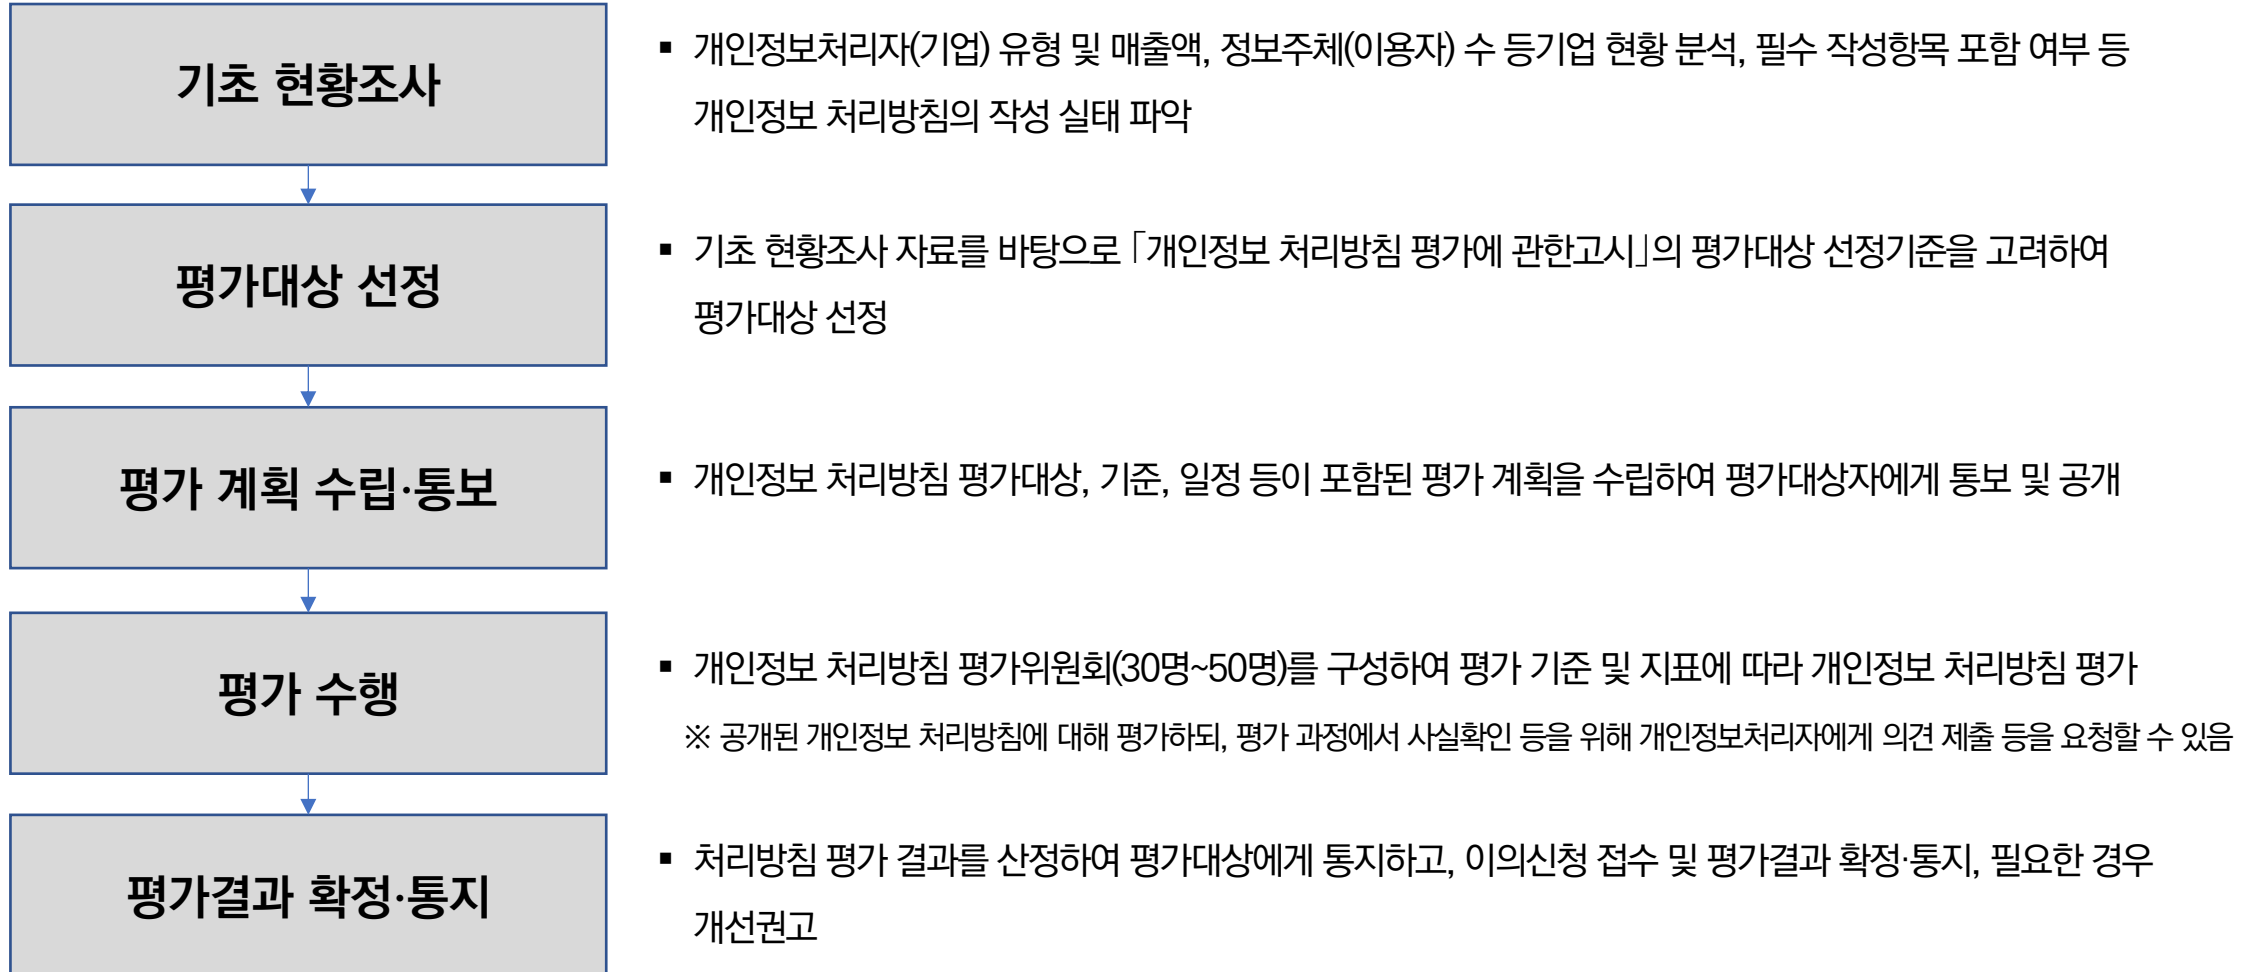 기초 현황조사
▪ 개인정보처리자(기업) 유형 및 매출액, 정보주체(이용자) 수 등기업 현황 분석, 필수 작성항목 포함 여부 등
개인정보 처리방침의 작성 실태 파악
평가대상 선정
▪ 기초 현황조사 자료를 바탕으로 ｢개인정보 처리방침 평가에 관한고시｣의 평가대상 선정기준을 고려하여
평가대상 선정
평가 계획 수립·통보
▪ 개인정보 처리방침 평가대상, 기준, 일정 등이 포함된 평가 계획을 수립하여 평가대상자에게 통보 및 공개
평가 수행
▪ 개인정보 처리방침 평가위원회(30명~50명)를 구성하여 평가 기준 및 지표에 따라 개인정보 처리방침 평가
※ 공개된 개인정보 처리방침에 대해 평가하되, 평가 과정에서 사실확인 등을 위해 개인정보처리자에게 의견 제출 등을 요청할 수 있음
평가결과 확정·통지
▪ 처리방침 평가 결과를 산정하여 평가대상에게 통지하고, 이의신청 접수 및 평가결과 확정·통지, 필요한 경우
개선권고